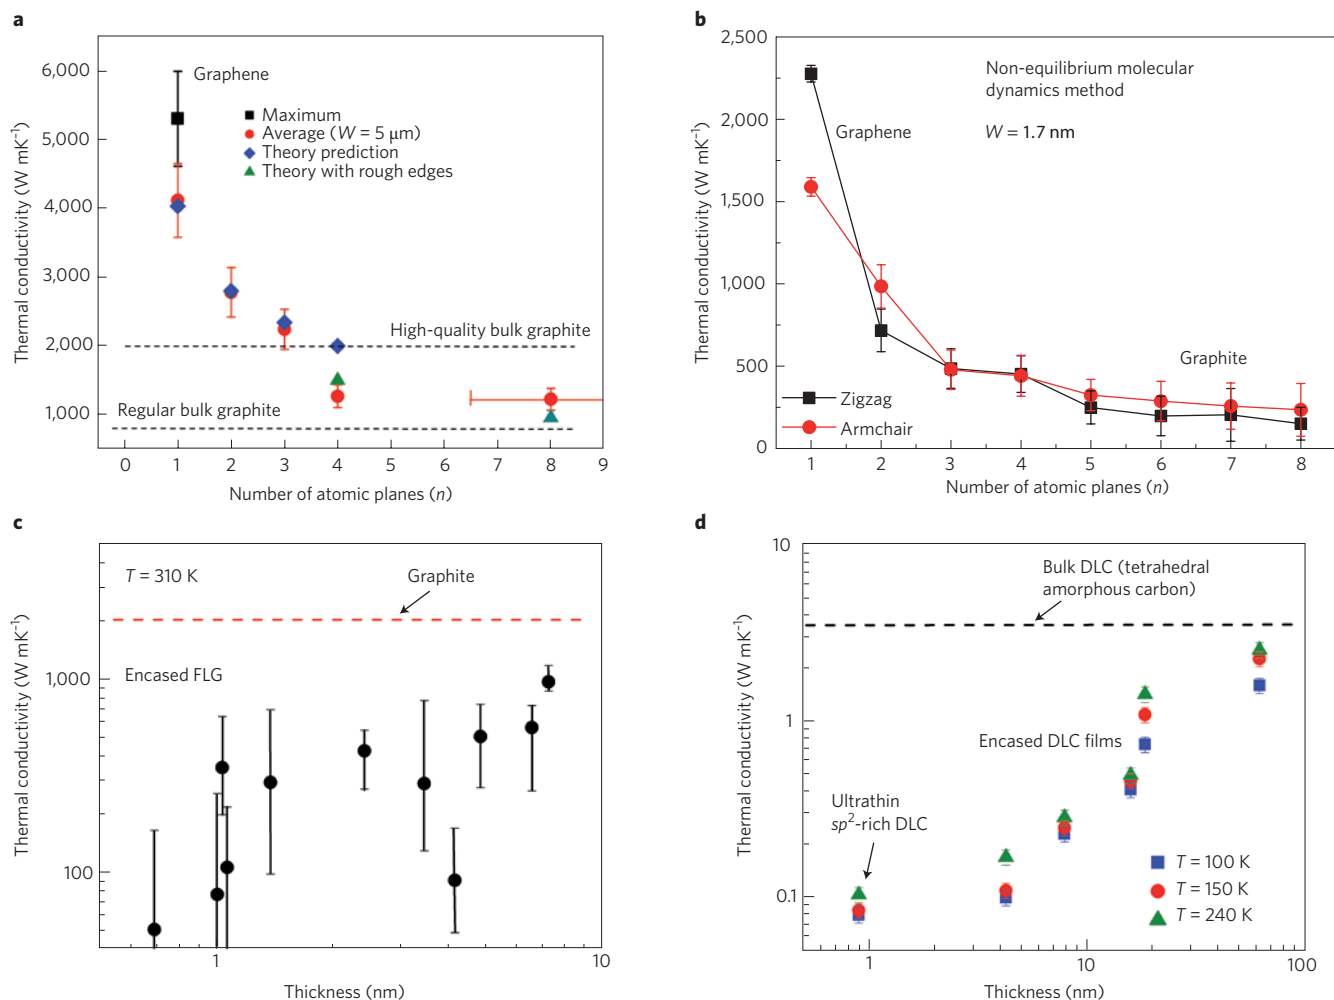 a
Thermal conductivity (W mK⁻¹)
6,000
5,000
4,000
3,000
2,000
1,000
Graphene
Maximum
Average (W = 5 μm)
Theory prediction
Theory with rough edges
High-quality bulk graphite
Regular bulk graphite
0 1 2 3 4 5 6 7 8 9
Number of atomic planes (n)
b
Thermal conductivity (W mK⁻¹)
2,500
2,000
1,500
1,000
500
0
Non-equilibrium molecular
dynamics method
W = 1.7 nm
Graphene
Graphite
Zigzag
Armchair
1 2 3 4 5 6 7 8
Number of atomic planes (n)
c
Thermal conductivity (W mK⁻¹)
1,000
100
T = 310 K
Graphite
Encased FLG
1 10
Thickness (nm)
d
Thermal conductivity (W mK⁻¹)
10
1
0.1
Bulk DLC (tetrahedral
amorphous carbon)
Encased DLC films
Ultrathin
sp²-rich DLC
T = 100 K
T = 150 K
T = 240 K
1 10 100
Thickness (nm)